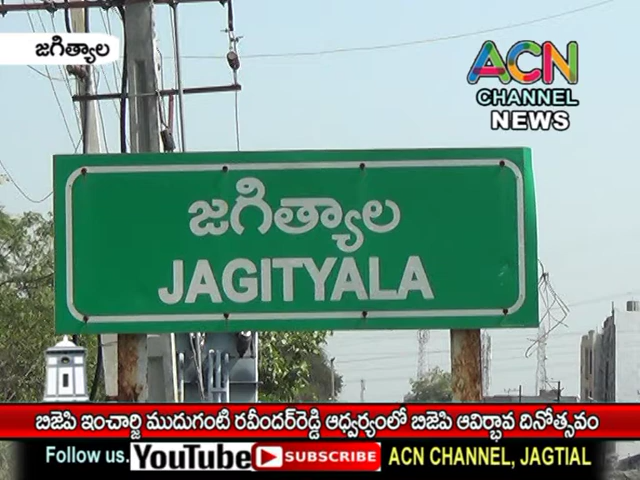 జగిత్యాల
ACN
CHANNEL
NEWS
జగిత్యాల
JAGITYALA
బిజెపి ఇంచార్జి ముదుగంటి రవీందర్‌రెడ్డి ఆధ్వర్యంలో బిజెపి ఆవిర్భావ దినోత్సవం
Follow us. YouTube SUBSCRIBE ACN CHANNEL, JAGTIAL